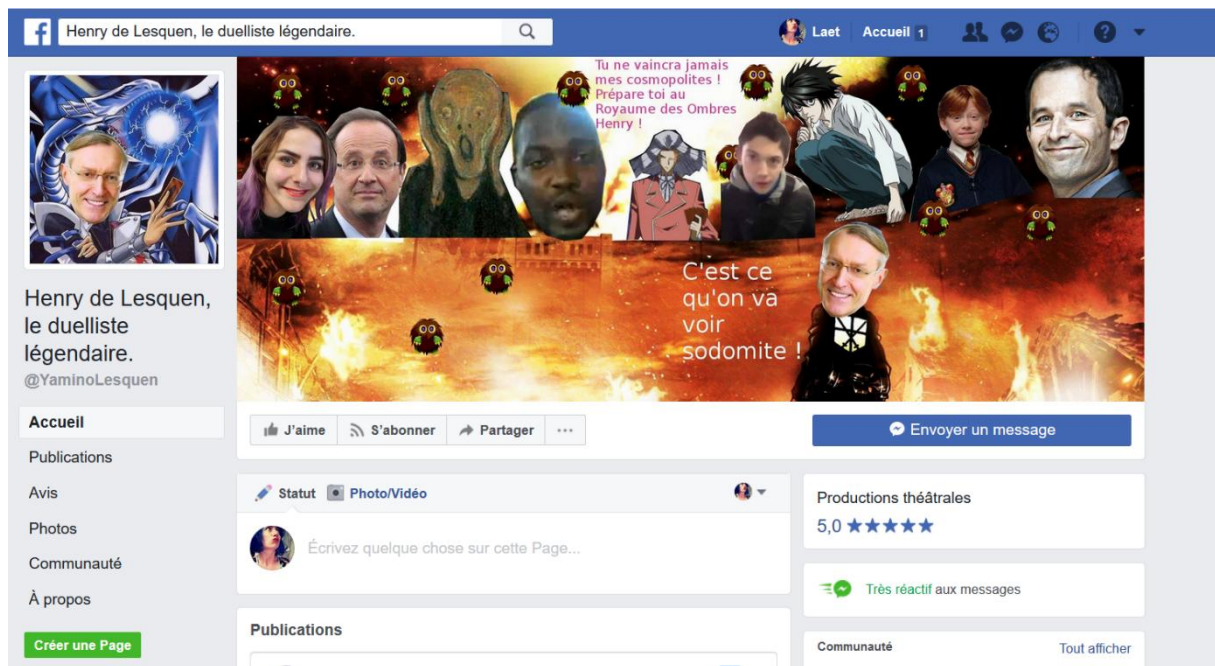 f
Henry de Lesquen, le duelliste légendaire.
Laet
Accueil 1
?
Tu ne vaincra jamais
mes cosmopolites !
Prépare toi au
Royaume des Ombres
Henry !
C'est ce
qu'on va
voir
sodomite !
Henry de Lesquen,
le duelliste
légendaire.
@YaminoLesquen
Accueil
Publications
Avis
Photos
Communauté
À propos
Créer une Page
J'aime
S'abonner
Partager
...
Envoyer un message
Statut
Photo/Vidéo
Écrivez quelque chose sur cette Page...
Publications
Productions théâtrales
5,0 ★★★★★
Très réactif aux messages
Communauté
Tout afficher